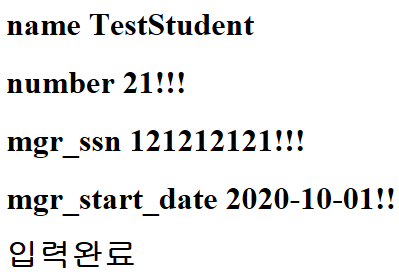 name TestStudent
number 21!!!
mgr_ssn 121212121!!!
mgr_start_date 2020-10-01!!
입력완료